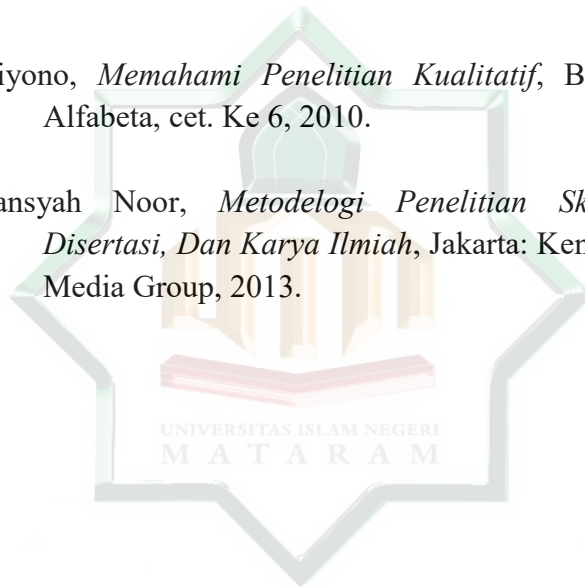 iyono, Memahami Penelitian Kualitatif, B
Alfabeta, cet. Ke 6, 2010.
ansyah Noor, Metodelogi Penelitian Sk
Disertasi, Dan Karya Ilmiah, Jakarta: Ken
Media Group, 2013.
UNIVERSITAS ISLAM NEGERI
MATARAM